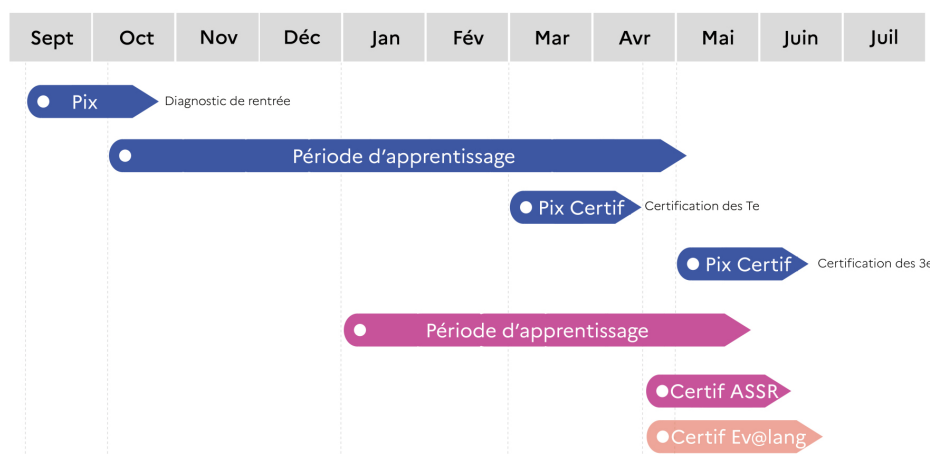 Sept Oct Nov Déc Jan Fév Mar Avr Mai Juin Juil
Pix Diagnostic de rentrée
Période d'apprentissage
Pix Certif Certification des Te
Pix Certif Certification des 3e
Période d'apprentissage
Certif ASSR
Certif Ev@lang